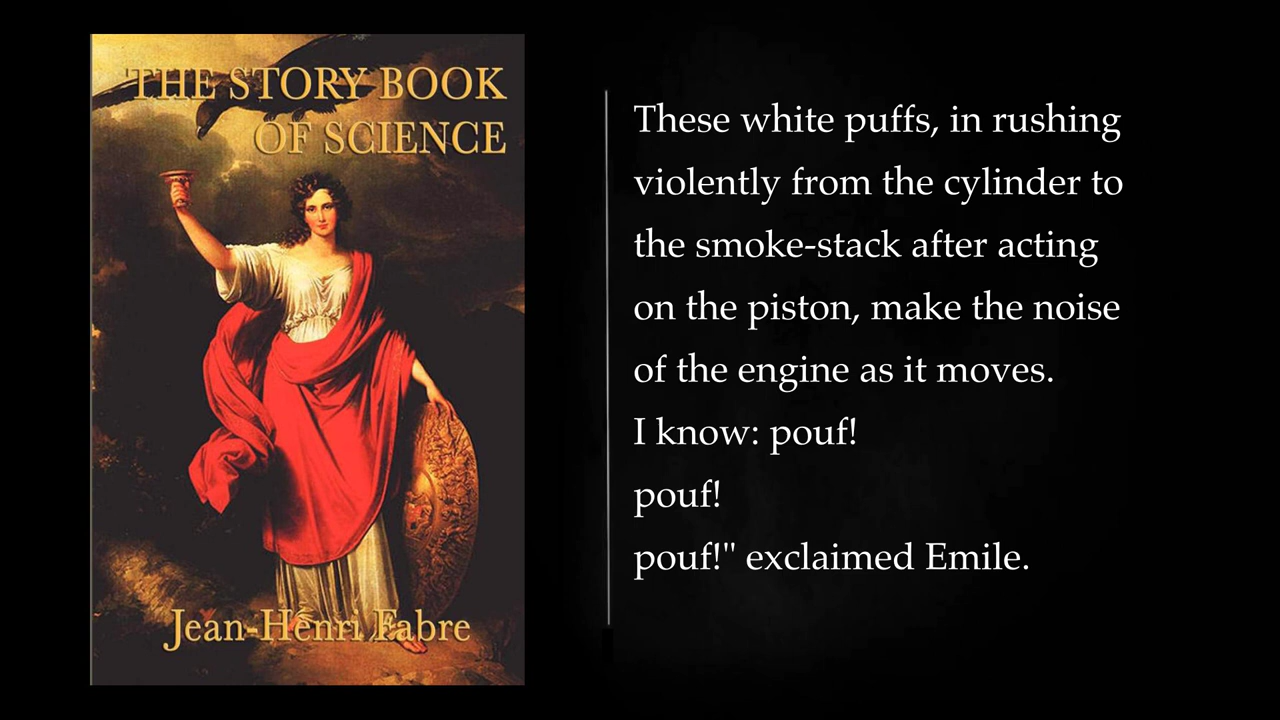 THE STORY BOOK
OF SCIENCE
Jean-Henri Fabre
These white puffs, in rushing
violently from the cylinder to
the smoke-stack after acting
on the piston, make the noise
of the engine as it moves.
I know: pouf!
pouf!
pouf!" exclaimed Emile.